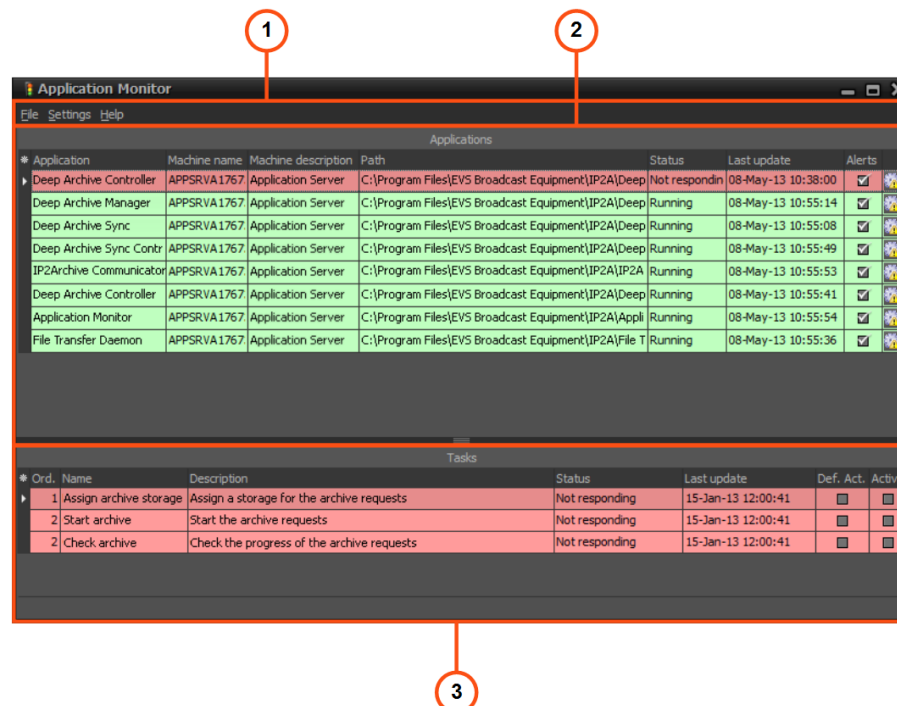 1 2
Application Monitor
File Settings Help
Applications
Application Machine name Machine description Path Status Last update Alerts
Deep Archive Controller APPSRVA1767 Application Server C:\Program Files\EVS Broadcast Equipment\IP2A\Deep Not respondin 08-May-13 10:38:00
Deep Archive Manager APPSRVA1767. Application Server C:\Program Files\EVS Broadcast Equipment\IP2A\Deep Running 08-May-13 10:55:14
Deep Archive Sync APPSRVA1767. Application Server C:\Program Files\EVS Broadcast Equipment\IP2A\Deep Running 08-May-13 10:55:08
Deep Archive Sync Contr APPSRVA1767. Application Server C:\Program Files\EVS Broadcast Equipment\IP2A\Deep Running 08-May-13 10:55:49
IP2Archive Communicator APPSRVA1767. Application Server C:\Program Files\EVS Broadcast Equipment\IP2A\IP2A Running 08-May-13 10:55:53
Deep Archive Controller APPSRVA1767. Application Server C:\Program Files\EVS Broadcast Equipment\IP2A\Deep Running 08-May-13 10:55:41
Application Monitor APPSRVA1767. Application Server C:\Program Files\EVS Broadcast Equipment\IP2A\Appli Running 08-May-13 10:55:54
File Transfer Daemon APPSRVA1767. Application Server C:\Program Files\EVS Broadcast Equipment\IP2A\File T Running 08-May-13 10:55:36
Tasks
Ord. Name Description Status Last update Def. Act. Activ
1 Assign archive storage Assign a storage for the archive requests Not responding 15-Jan-13 12:00:41
2 Start archive Start the archive requests Not responding 15-Jan-13 12:00:41
2 Check archive Check the progress of the archive requests Not responding 15-Jan-13 12:00:41
3